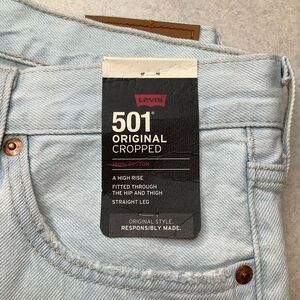 Levi's
501®
ORIGINAL
CROPPED
100% COTTON
A HIGH RISE
FITTED THROUGH
THE HIP AND THIGH
STRAIGHT LEG
ORIGINAL STYLE.
RESPONSIBLY MADE.